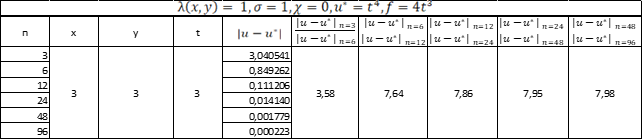 λ(x, y) = 1, σ = 1, χ = 0, u* = t⁴, f = 4t³
n x y t |u − u*| |u − u*| n=3 / |u − u*| n=6 |u − u*| n=6 / |u − u*| n=12 |u − u*| n=12 / |u − u*| n=24 |u − u*| n=24 / |u − u*| n=48 |u − u*| n=48 / |u − u*| n=96
3 3,040541
6 0,849262
12 0,111206
3 3 3 3,58 7,64 7,86 7,95 7,98
24 0,014140
48 0,001779
96 0,000223